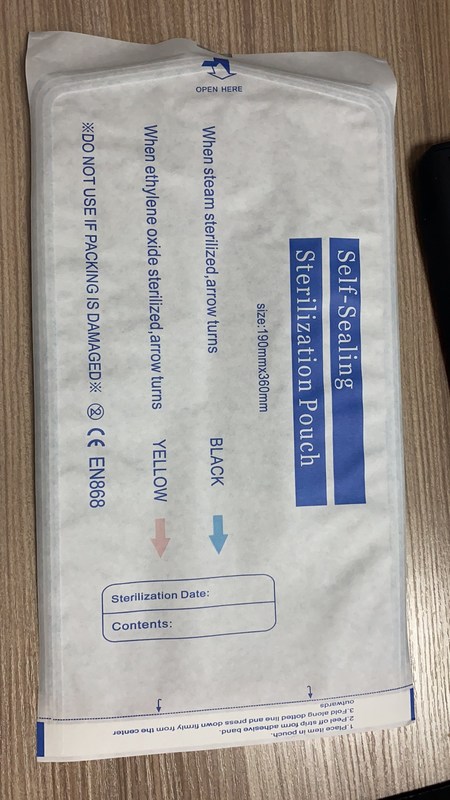 OPEN HERE
Self-Sealing
Sterilization Pouch
size:190mmx360mm
When steam sterilized,arrow turns BLACK
When ethylene oxide sterilized,arrow turns YELLOW
※DO NOT USE IF PACKING IS DAMAGED※ 2 CE EN868
Sterilization Date:
Contents:
1.Place item in pouch.
2.Peel off strip form adhesive band.
3.Fold along dotted line and press down firmly from the center
outwards